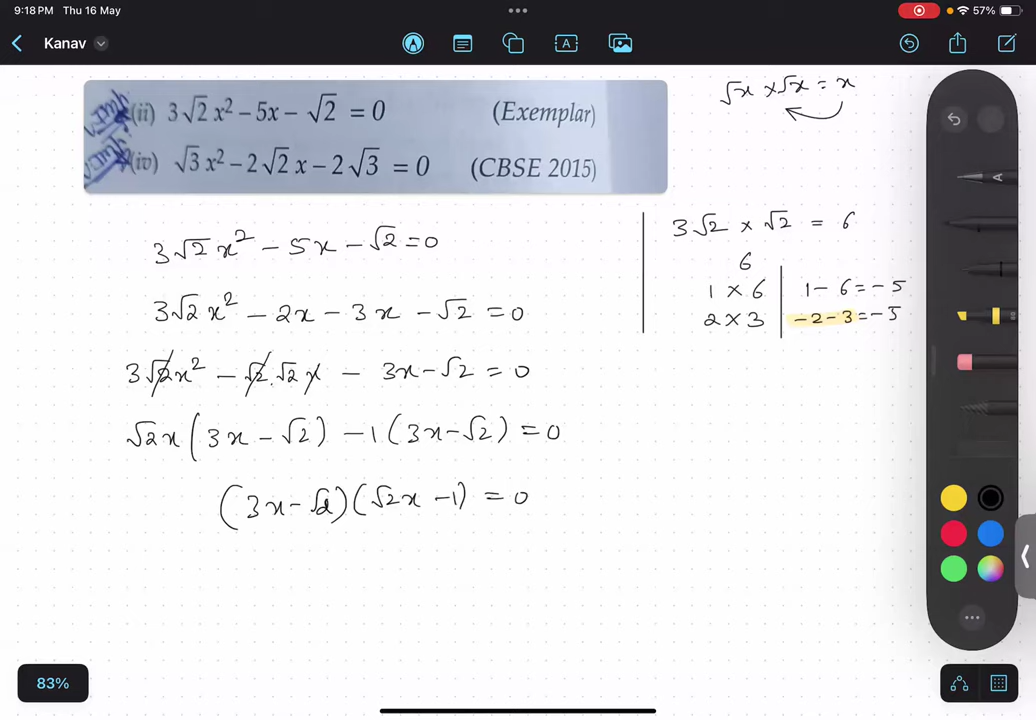 9:18 PM Thu 16 May
57%
Kanav
(ii) 3√2 x² − 5x − √2 = 0 (Exemplar)
(iv) √3 x² − 2√2 x − 2√3 = 0 (CBSE 2015)
√x × √x = x
3√2 x² − 5x − √2 = 0
3√2 x² − 2x − 3x − √2 = 0
3√2x² − √2.√2x − 3x − √2 = 0
√2x (3x − √2) − 1 (3x − √2) = 0
(3x − √2)(√2x − 1) = 0
3√2 × √2 = 6
6
1 × 6 1 − 6 = −5
2 × 3 −2 − 3 = −5
A
83%